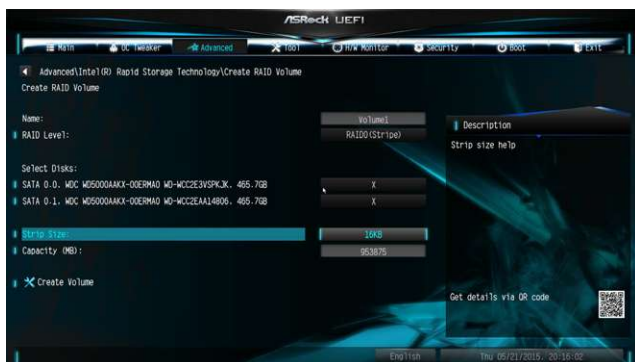 ASRock UEFI
Main OC Tweaker Advanced Tool H/W Monitor Security Boot Exit
Advanced\Intel(R) Rapid Storage Technology\Create RAID Volume
Create RAID Volume
Name: Volume1
RAID Level: RAID0(Stripe)
Select Disks:
SATA 0.0, WDC WD5000AAKX-00ERMA0 WD-WCC2E3VSPKJK, 465.7GB X
SATA 0.1, WDC WD5000AAKX-00ERMA0 WD-WCC2EAA14806, 465.7GB X
Strip Size: 16KB
Capacity (MB): 953875
Create Volume
Description
Strip size help
Get details via QR code
English Thu 05/21/2015. 20:16:02